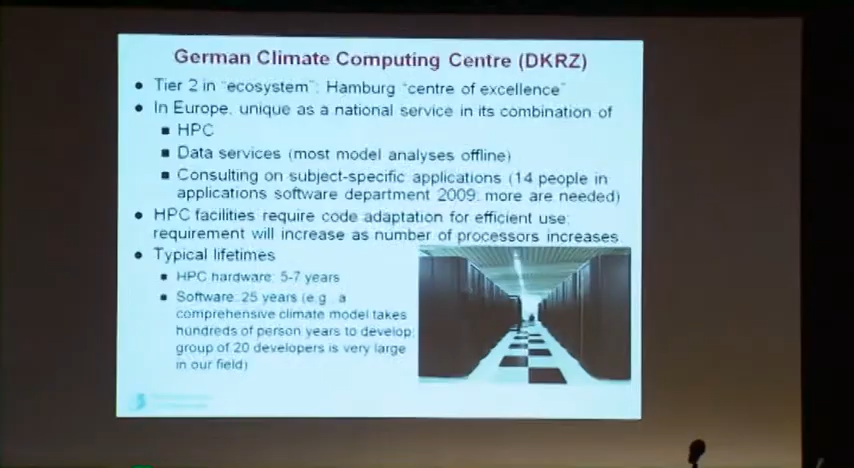 German Climate Computing Centre (DKRZ)
• Tier 2 in "ecosystem": Hamburg "centre of excellence"
• In Europe, unique as a national service in its combination of
■ HPC
■ Data services (most model analyses offline)
■ Consulting on subject-specific applications (14 people in
applications software department 2009; more are needed)
• HPC facilities require code adaptation for efficient use;
requirement will increase as number of processors increases
• Typical lifetimes
■ HPC hardware: 5-7 years
■ Software: 25 years (e.g. a
comprehensive climate model takes
hundreds of person years to develop;
group of 20 developers is very large
in our field)